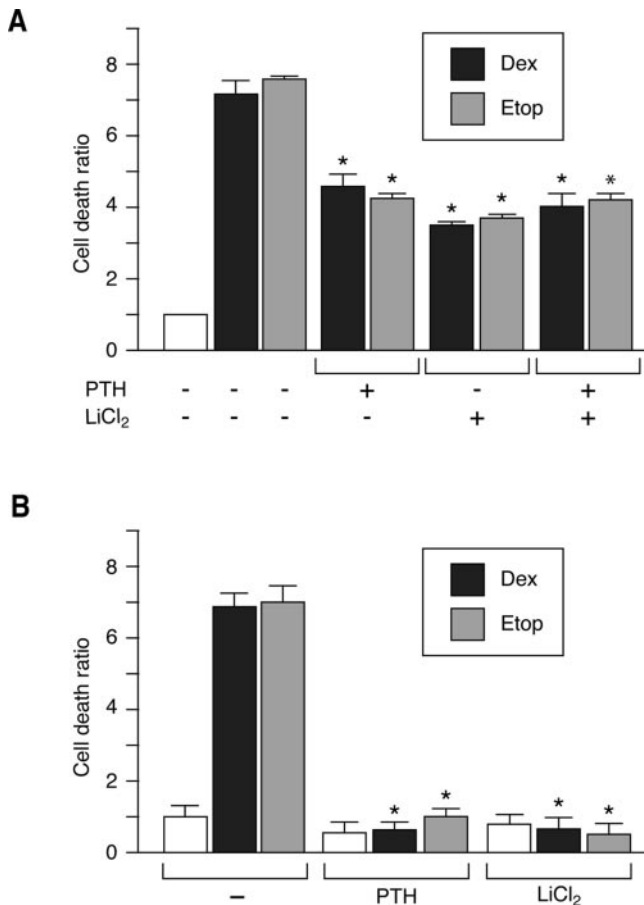 A
8
6
4
2
0
Cell death ratio
Dex
Etop
* * * * * *
PTH - - - + - +
LiCl₂ - - - - + +
B
8
6
4
2
0
Cell death ratio
Dex
Etop
* * * *
– PTH LiCl₂